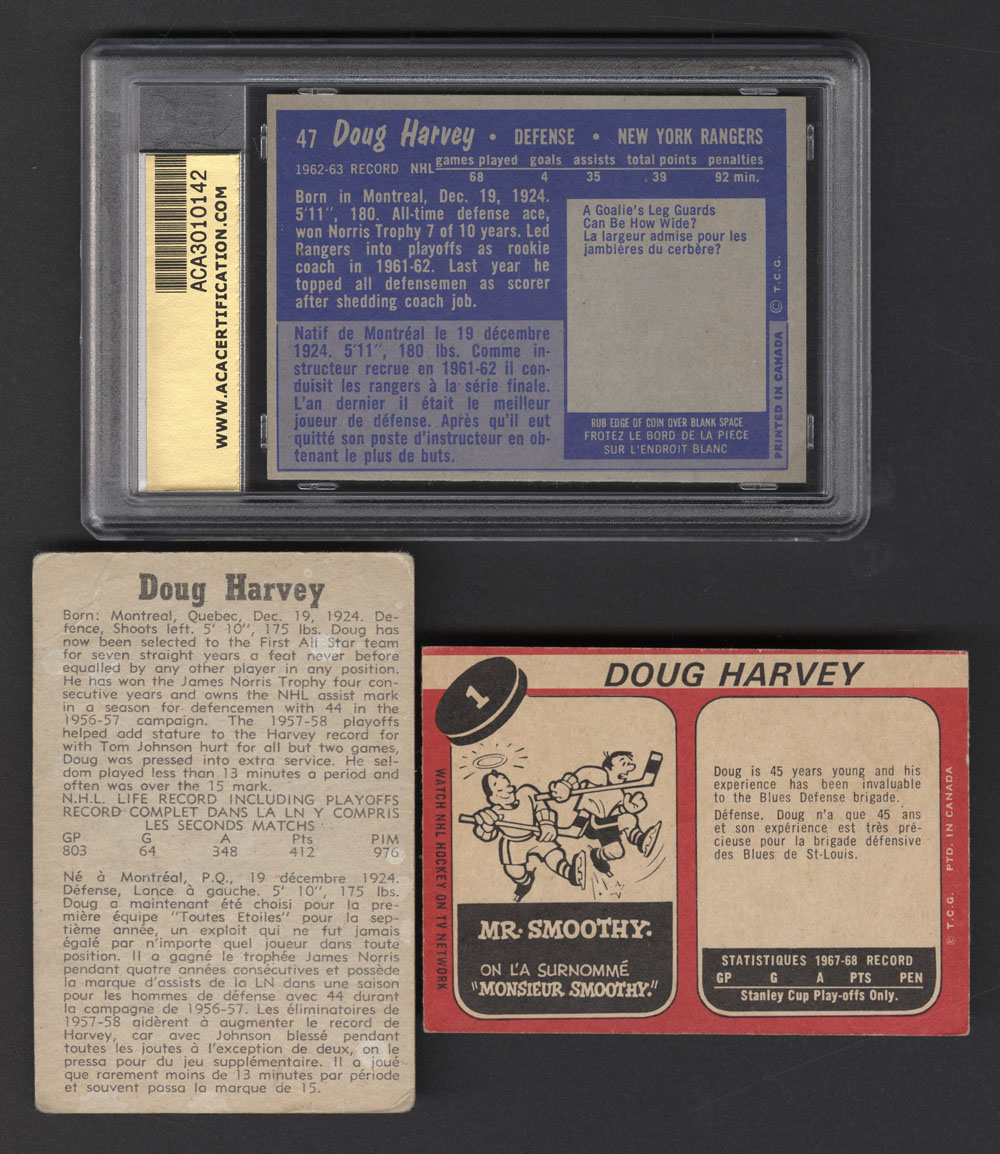 ACA3010142
WWW.ACACERTIFICATION.COM
47 Doug Harvey • DEFENSE • NEW YORK RANGERS
1962-63 RECORD NHL games played goals assists total points penalties
68 4 35 . 39 92 min.
Born in Montreal, Dec. 19, 1924.
5'11", 180. All-time defense ace,
won Norris Trophy 7 of 10 years. Led
Rangers into playoffs as rookie
coach in 1961-62. Last year he
topped all defensemen as scorer
after shedding coach job.
Natif de Montréal le 19 décembre
1924. 5'11", 180 lbs. Comme in-
structeur recrue en 1961-62 il con-
duisit les rangers à la série finale.
L'an dernier il était le meilleur
joueur de défense. Après qu'il eut
quitté son poste d'instructeur en ob-
tenant le plus de buts.
A Goalie's Leg Guards
Can Be How Wide?
La largeur admise pour les
jambières du cerbère?
RUB EDGE OF COIN OVER BLANK SPACE
FROTEZ LE BORD DE LA PIECE
SUR L'ENDROIT BLANC
PRINTED IN CANADA © T.C.G.
Doug Harvey
Born: Montreal, Quebec, Dec. 19, 1924. De-
fence, Shoots left. 5' 10", 175 lbs. Doug has
now been selected to the First All Star team
for seven straight years a feat never before
equalled by any other player in any position.
He has won the James Norris Trophy four con-
secutive years and owns the NHL assist mark
in a season for defencemen with 44 in the
1956-57 campaign. The 1957-58 playoffs
helped add stature to the Harvey record for
with Tom Johnson hurt for all but two games,
Doug was pressed into extra service. He sel-
dom played less than 13 minutes a period and
often was over the 15 mark.
N.H.L. LIFE RECORD INCLUDING PLAYOFFS
RECORD COMPLET DANS LA LN Y COMPRIS
LES SECONDS MATCHS
GP G A Pts PIM
803 64 348 412 976
Né à Montréal, P.Q., 19 décembre 1924.
Défense, Lance à gauche. 5' 10", 175 lbs.
Doug a maintenant été choisi pour la pre-
mière équipe "Toutes Etoiles" pour la sep-
tième année, un exploit qui ne fut jamais
égalé par n'importe quel joueur dans toute
position. Il a gagné le trophée James Norris
pendant quatre années consécutives et possède
la marque d'assists de la LN dans une saison
pour les hommes de défense avec 44 durant
la campagne de 1956-57. Les éliminatoires de
1957-58 aidèrent à augmenter le record de
Harvey, car avec Johnson blessé pendant
toutes les joutes à l'exception de deux, on le
pressa pour du jeu supplémentaire. Il a joué
que rarement moins de 13 minutes par période
et souvent passa la marque de 15.
DOUG HARVEY
1
WATCH NHL HOCKEY ON TV NETWORK
MR. SMOOTHY.
ON L'A SURNOMMÉ
"MONSIEUR SMOOTHY."
Doug is 45 years young and his
experience has been invaluable
to the Blues Defense brigade.
Défense. Doug n'a que 45 ans
et son expérience est très pré-
cieuse pour la brigade défensive
des Blues de St-Louis.
STATISTIQUES 1967-68 RECORD
GP G A PTS PEN
Stanley Cup Play-offs Only.
© T.C.G. PTD. IN CANADA